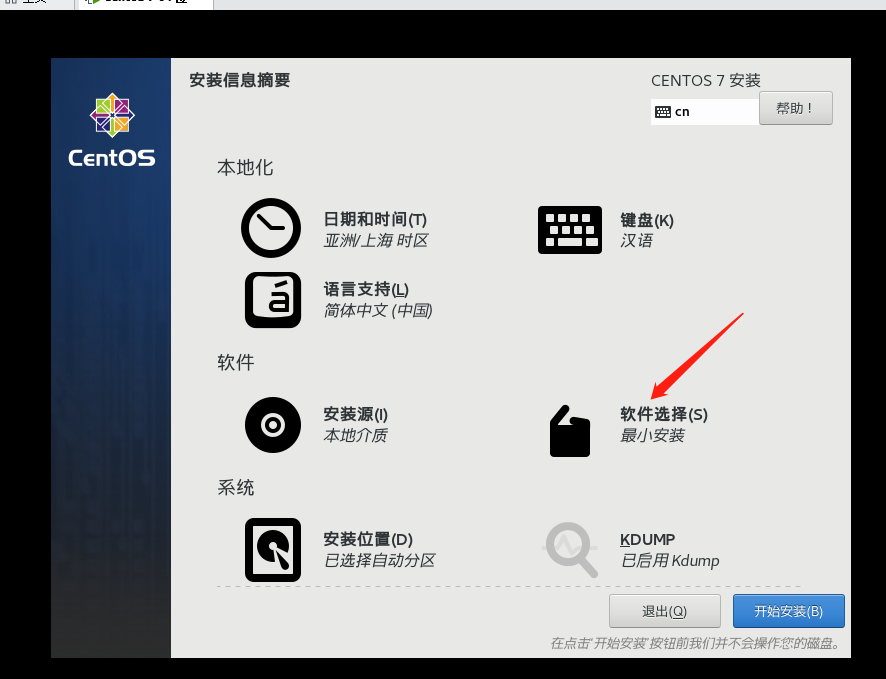 主页
安装信息摘要
CENTOS 7 安装
cn
帮助！
CentOS
本地化
日期和时间(T)
亚洲/上海 时区
键盘(K)
汉语
语言支持(L)
简体中文 (中国)
软件
安装源(I)
本地介质
软件选择(S)
最小安装
系统
安装位置(D)
已选择自动分区
KDUMP
已启用 Kdump
退出(Q)
开始安装(B)
在点击'开始安装'按钮前我们并不会操作您的磁盘。